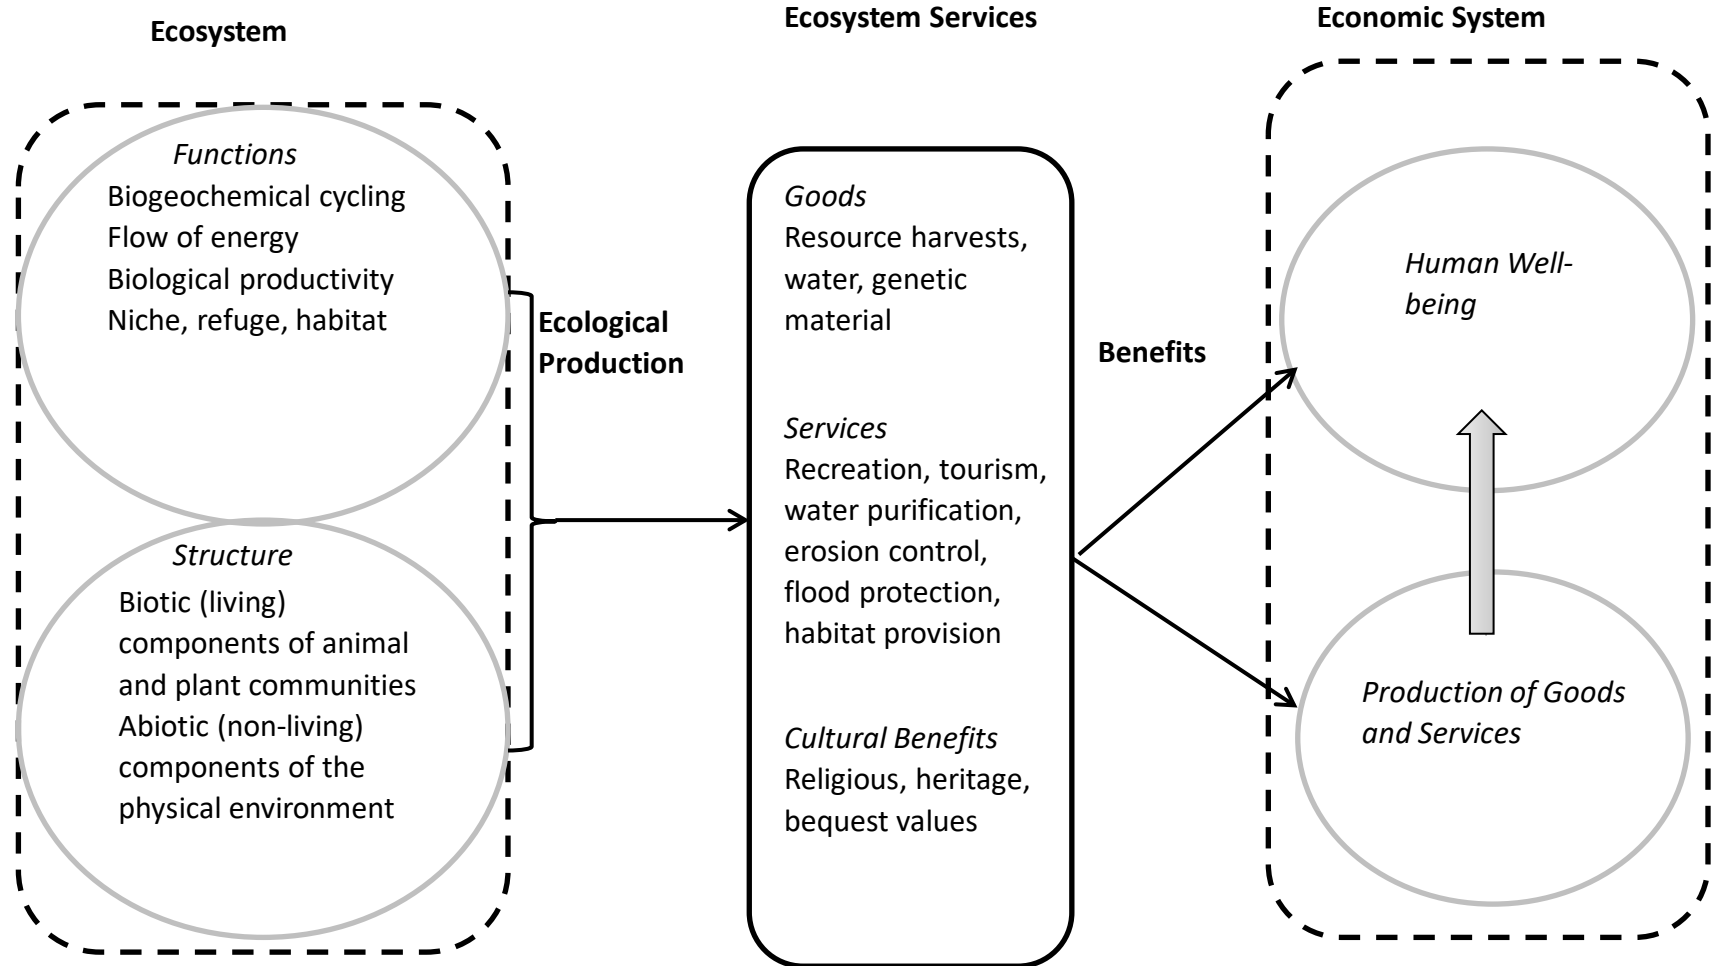 Ecosystem
Functions
Biogeochemical cycling
Flow of energy
Biological productivity
Niche, refuge, habitat
Structure
Biotic (living)
components of animal
and plant communities
Abiotic (non-living)
components of the
physical environment
Ecological
Production
Ecosystem Services
Goods
Resource harvests,
water, genetic
material
Services
Recreation, tourism,
water purification,
erosion control,
flood protection,
habitat provision
Cultural Benefits
Religious, heritage,
bequest values
Benefits
Economic System
Human Well-
being
Production of Goods
and Services